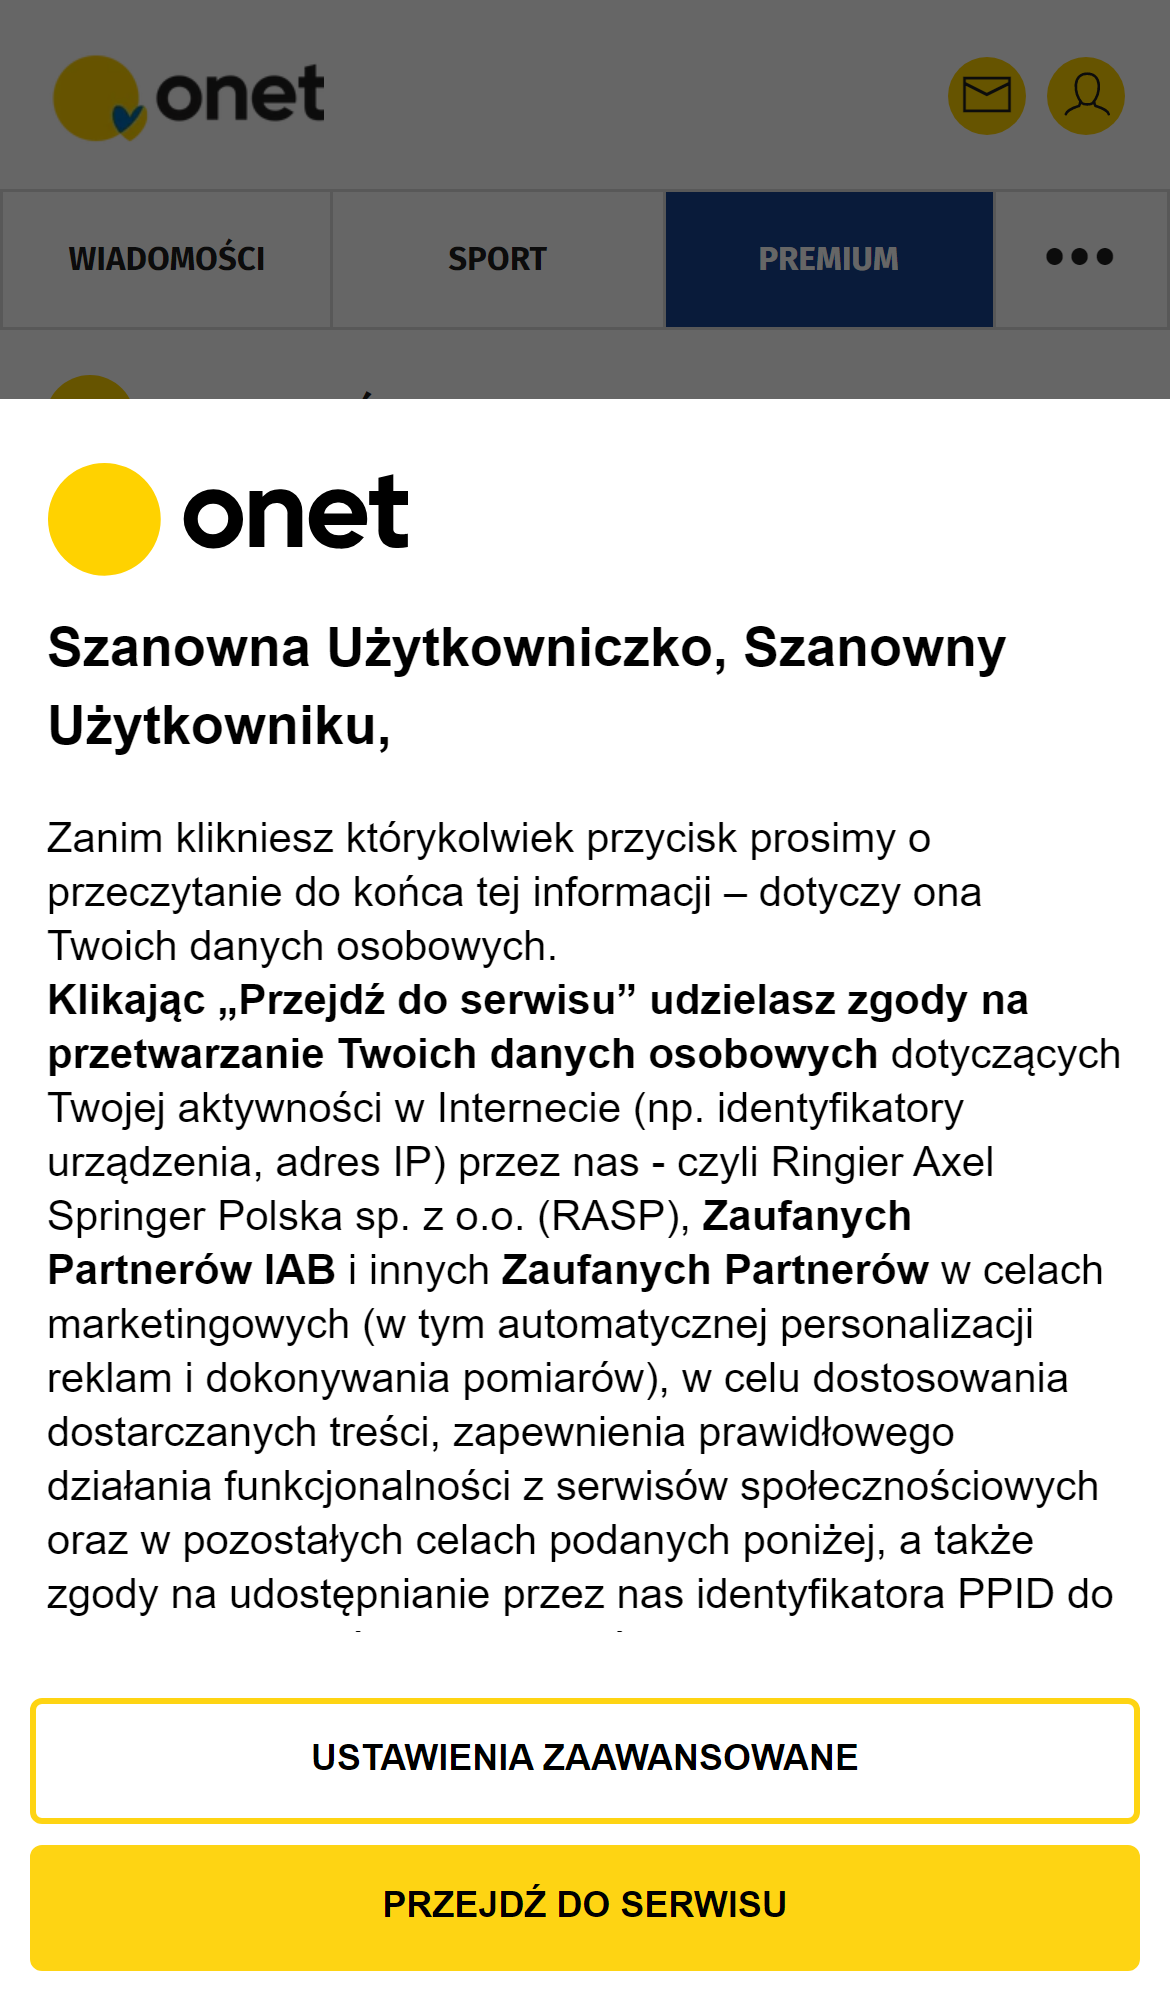 onet
WIADOMOŚCI
SPORT
PREMIUM
onet
Szanowna Użytkowniczko, Szanowny
Użytkowniku,
Zanim klikniesz którykolwiek przycisk prosimy o
przeczytanie do końca tej informacji – dotyczy ona
Twoich danych osobowych.
Klikając „Przejdź do serwisu” udzielasz zgody na
przetwarzanie Twoich danych osobowych dotyczących
Twojej aktywności w Internecie (np. identyfikatory
urządzenia, adres IP) przez nas - czyli Ringier Axel
Springer Polska sp. z o.o. (RASP), Zaufanych
Partnerów IAB i innych Zaufanych Partnerów w celach
marketingowych (w tym automatycznej personalizacji
reklam i dokonywania pomiarów), w celu dostosowania
dostarczanych treści, zapewnienia prawidłowego
działania funkcjonalności z serwisów społecznościowych
oraz w pozostałych celach podanych poniżej, a także
zgody na udostępnianie przez nas identyfikatora PPID do
USTAWIENIA ZAAWANSOWANE
PRZEJDŹ DO SERWISU